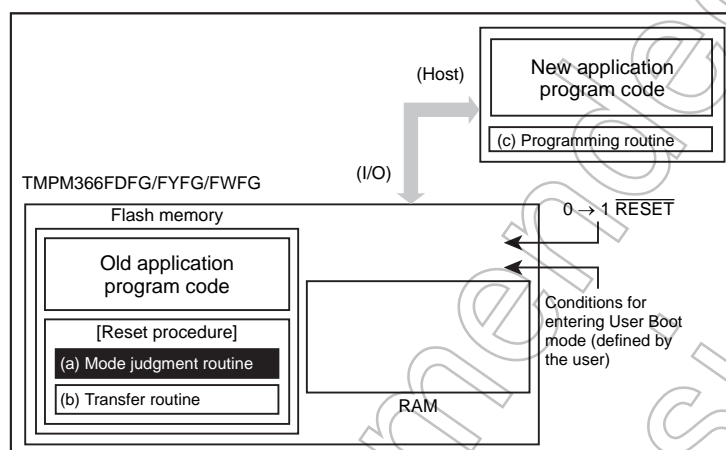 New application
program code
(c) Programming routine
(Host)
(I/O)
TMPM366FDFG/FYFG/FWFG
Flash memory
Old application
program code
[Reset procedure]
(a) Mode judgment routine
(b) Transfer routine
RAM
0 → 1 RESET
Conditions for
entering User Boot
mode (defined by
the user)